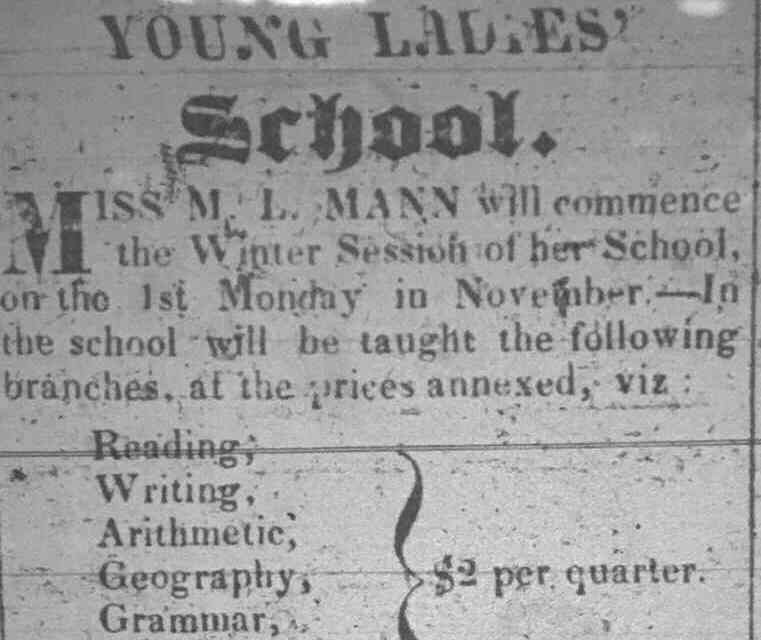 YOUNG LADIES'
School.
MISS M. L. MANN will commence
the Winter Session of her School,
on the 1st Monday in November.—In
the school will be taught the following
branches, at the prices annexed, viz:
Reading,
Writing,
Arithmetic,
Geography, $2 per quarter.
Grammar,